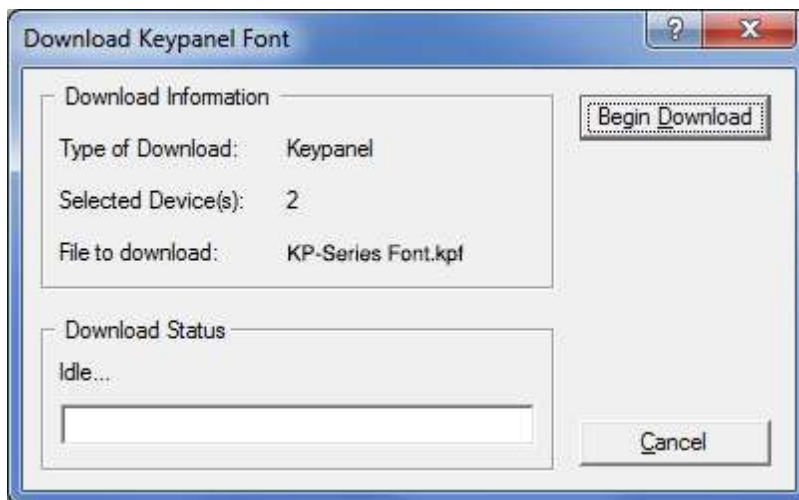 Download Keypanel Font
Download Information
Type of Download: Keypanel
Selected Device(s): 2
File to download: KP-Series Font.kpf
Begin Download
Download Status
Idle...
Cancel